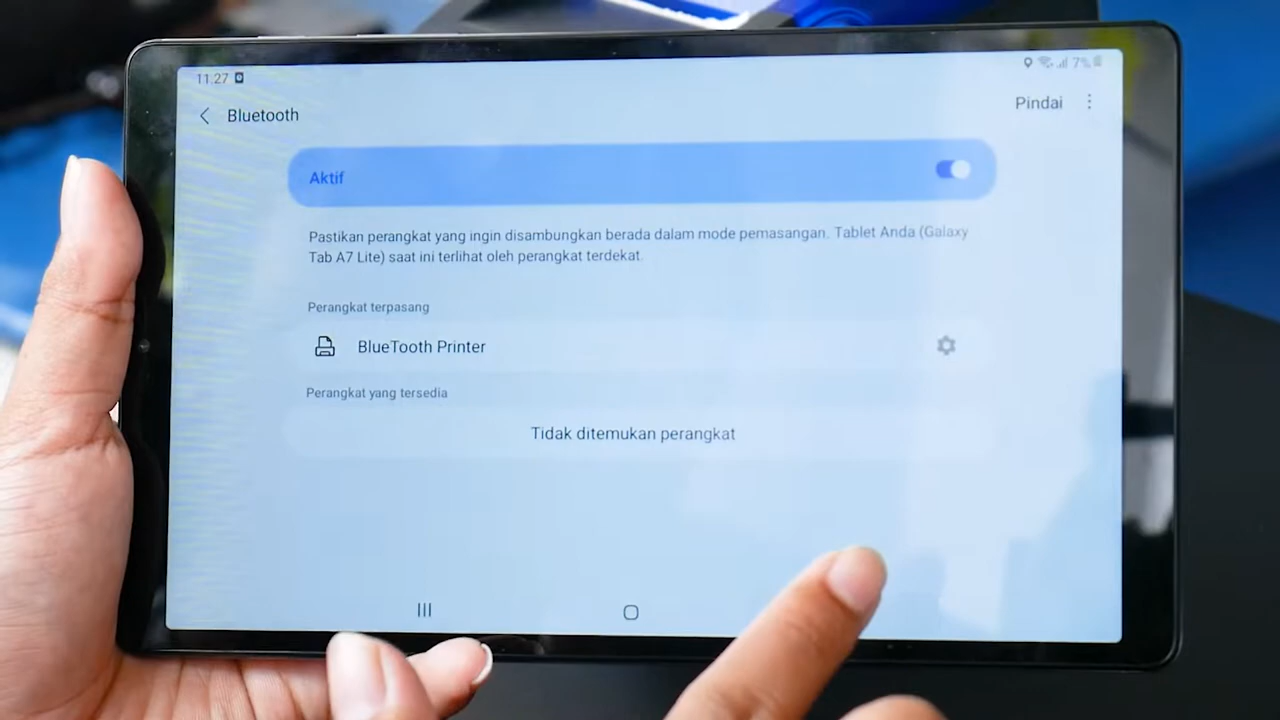 11.27
7%
Bluetooth
Pindai
Aktif
Pastikan perangkat yang ingin disambungkan berada dalam mode pemasangan. Tablet Anda (Galaxy
Tab A7 Lite) saat ini terlihat oleh perangkat terdekat.
Perangkat terpasang
BlueTooth Printer
Perangkat yang tersedia
Tidak ditemukan perangkat